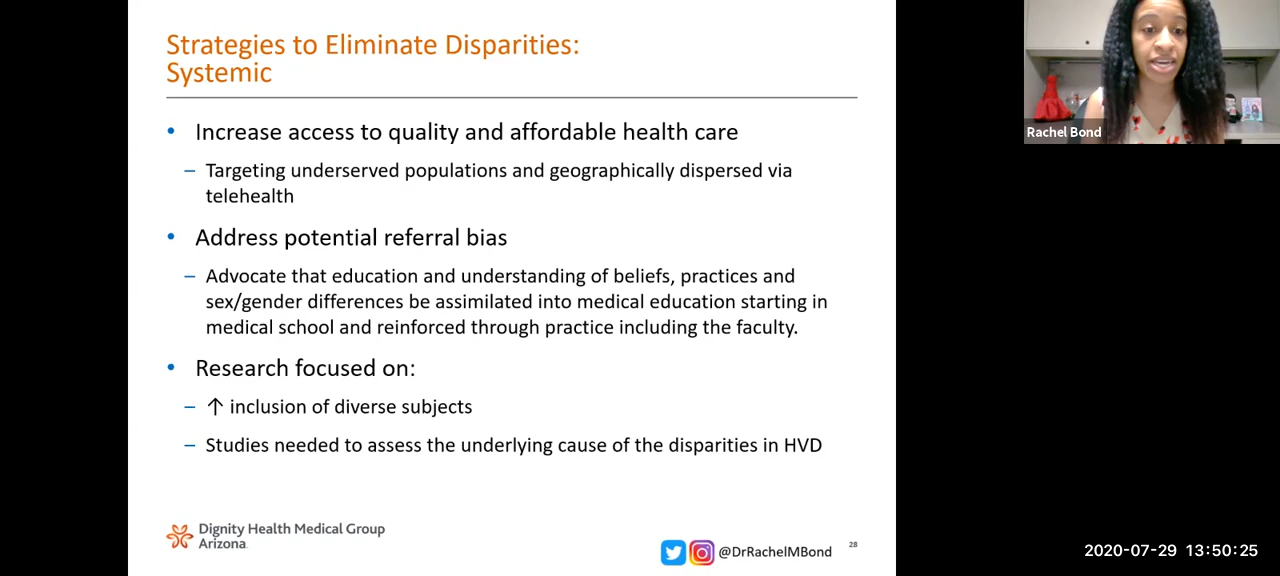 Strategies to Eliminate Disparities:
Systemic
• Increase access to quality and affordable health care
– Targeting underserved populations and geographically dispersed via
telehealth
• Address potential referral bias
– Advocate that education and understanding of beliefs, practices and
sex/gender differences be assimilated into medical education starting in
medical school and reinforced through practice including the faculty.
• Research focused on:
– ↑ inclusion of diverse subjects
– Studies needed to assess the underlying cause of the disparities in HVD
Dignity Health Medical Group
Arizona.
@DrRachelMBond
28
Rachel Bond
2020-07-29 13:50:25